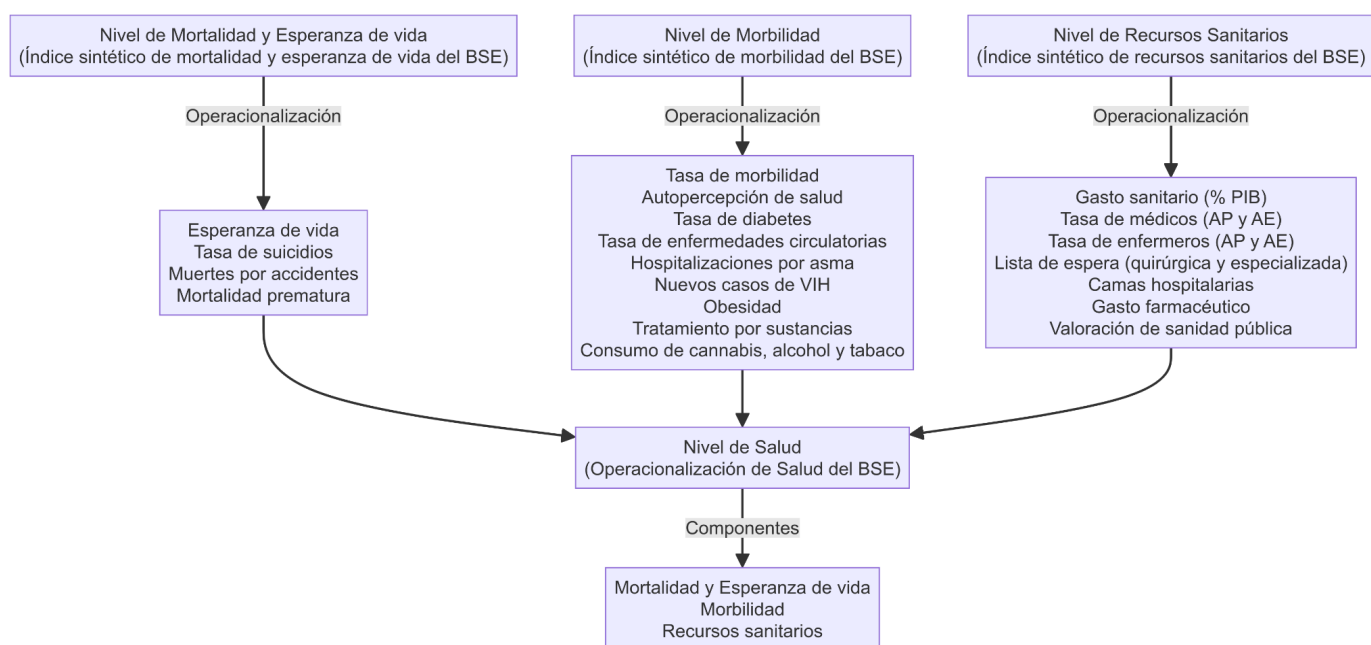 Nivel de Mortalidad y Esperanza de vida
(Índice sintético de mortalidad y esperanza de vida del BSE)
Nivel de Morbilidad
(Índice sintético de morbilidad del BSE)
Nivel de Recursos Sanitarios
(Índice sintético de recursos sanitarios del BSE)
Operacionalización
Operacionalización
Operacionalización
Esperanza de vida
Tasa de suicidios
Muertes por accidentes
Mortalidad prematura
Tasa de morbilidad
Autopercepción de salud
Tasa de diabetes
Tasa de enfermedades circulatorias
Hospitalizaciones por asma
Nuevos casos de VIH
Obesidad
Tratamiento por sustancias
Consumo de cannabis, alcohol y tabaco
Gasto sanitario (% PIB)
Tasa de médicos (AP y AE)
Tasa de enfermeros (AP y AE)
Lista de espera (quirúrgica y especializada)
Camas hospitalarias
Gasto farmacéutico
Valoración de sanidad pública
Nivel de Salud
(Operacionalización de Salud del BSE)
Componentes
Mortalidad y Esperanza de vida
Morbilidad
Recursos sanitarios